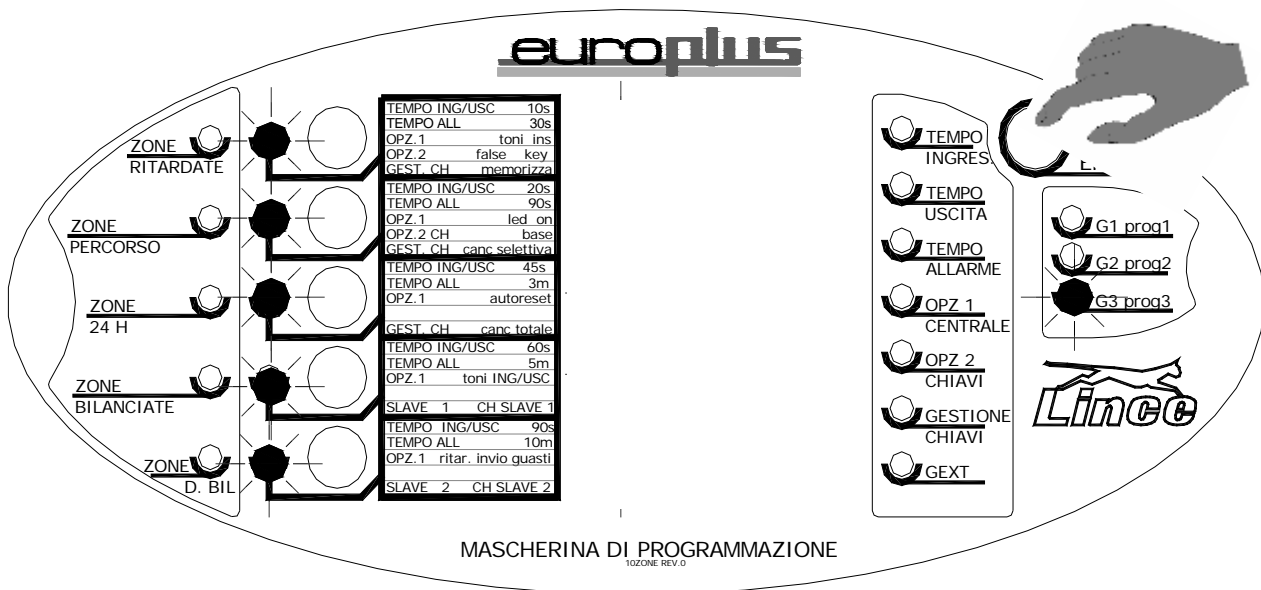 europlus
ZONE
RITARDATE
ZONE
PERCORSO
ZONE
24 H
ZONE
BILANCIATE
ZONE
D. BIL
TEMPO ING/USC 10s
TEMPO ALL 30s
OPZ.1 toni ins
OPZ.2 false key
GEST. CH memorizza
TEMPO ING/USC 20s
TEMPO ALL 90s
OPZ.1 led on
OPZ.2 CH base
GEST. CH canc selettiva
TEMPO ING/USC 45s
TEMPO ALL 3m
OPZ.1 autoreset
GEST. CH canc totale
TEMPO ING/USC 60s
TEMPO ALL 5m
OPZ.1 toni ING/USC
SLAVE 1 CH SLAVE 1
TEMPO ING/USC 90s
TEMPO ALL 10m
OPZ.1 ritar. invio guasti
SLAVE 2 CH SLAVE 2
TEMPO
INGRES.
TEMPO
USCITA
TEMPO
ALLARME
OPZ 1
CENTRALE
OPZ 2
CHIAVI
GESTIONE
CHIAVI
GEXT
G1 prog1
G2 prog2
G3 prog3
Lince
MASCHERINA DI PROGRAMMAZIONE
10ZONE REV.0